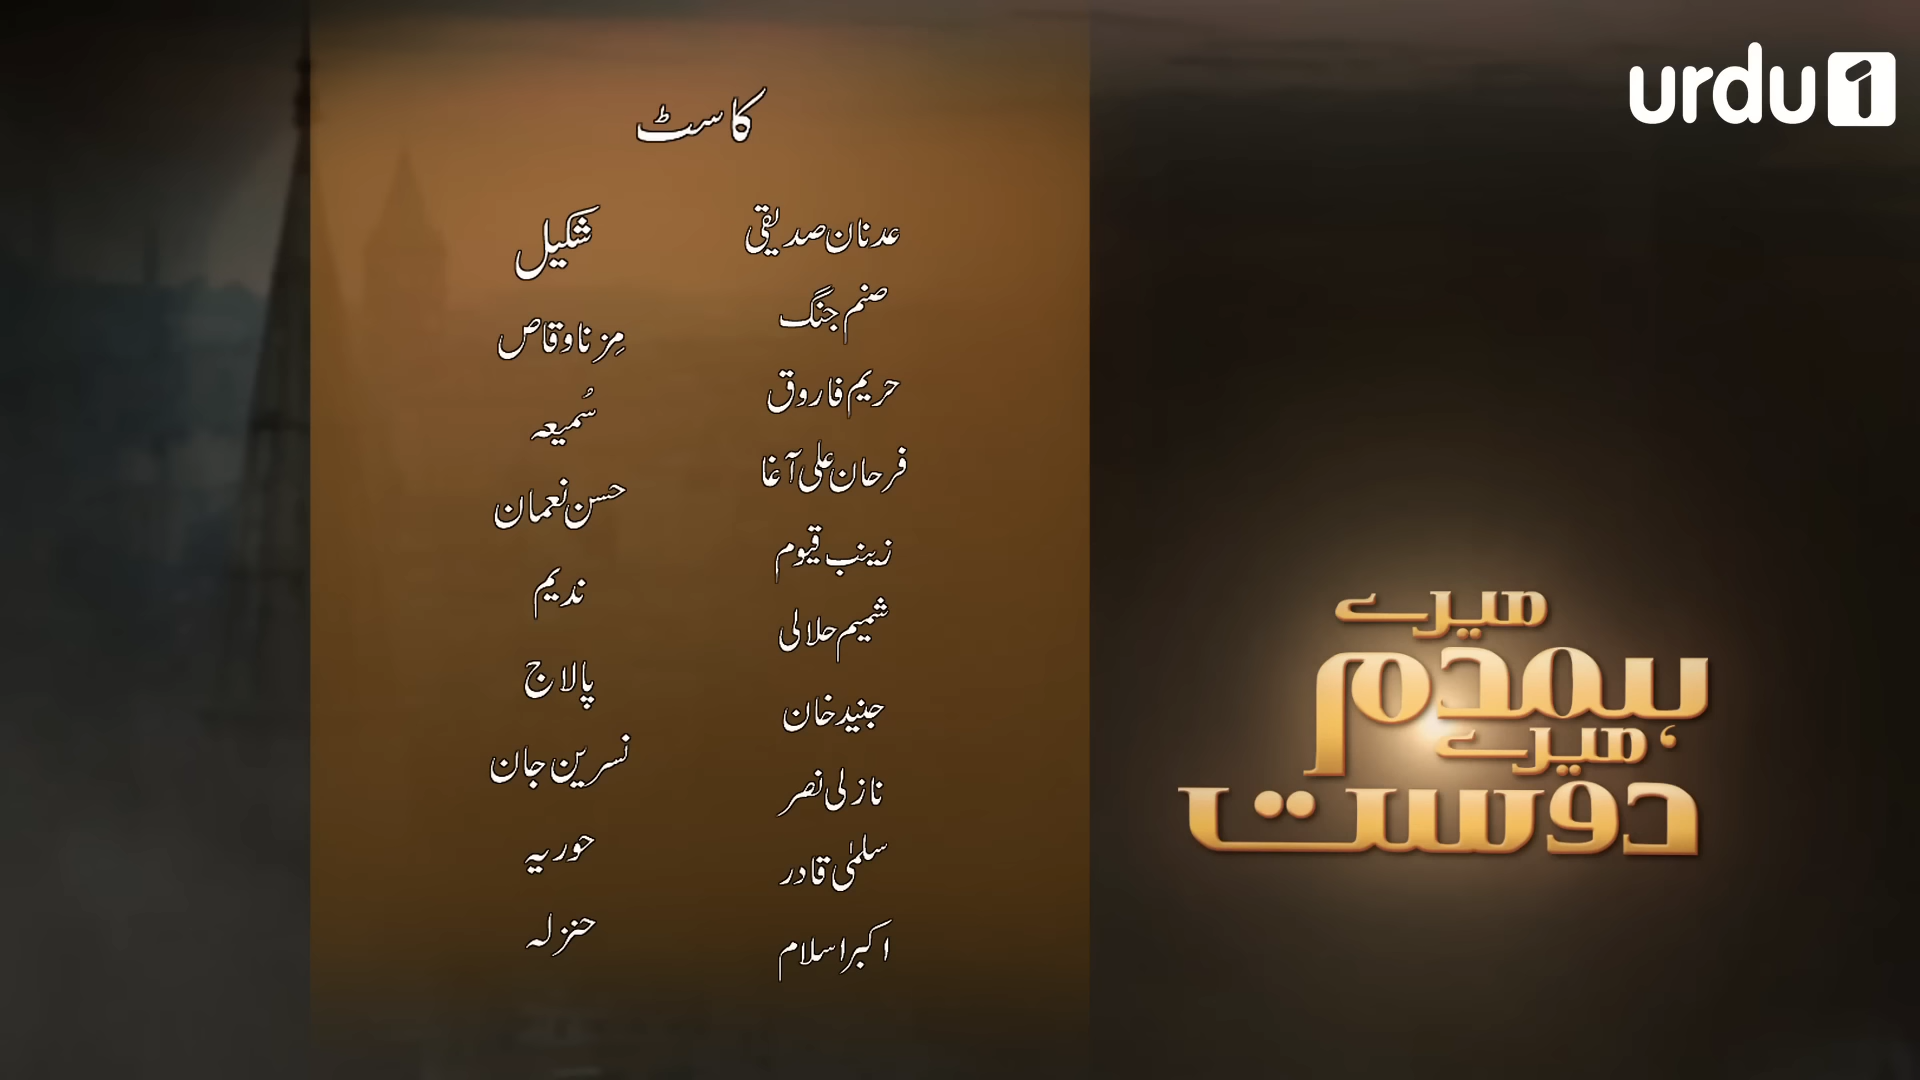 urdu1
کاسٹ
عدنان صدیقی
صنم جنگ
حریم فاروق
فرحان علی آغا
زینب قیوم
شمیم حلالی
جنید خان
نازلی نصر
سلمیٰ قادر
اکبر اسلام
شکیل
مِزنا وقاص
سُمیعہ
حسن نعمان
ندیم
پالاج
نسرین جان
حوریہ
حنزلہ
میرے
ہمدم
میرے
دوست